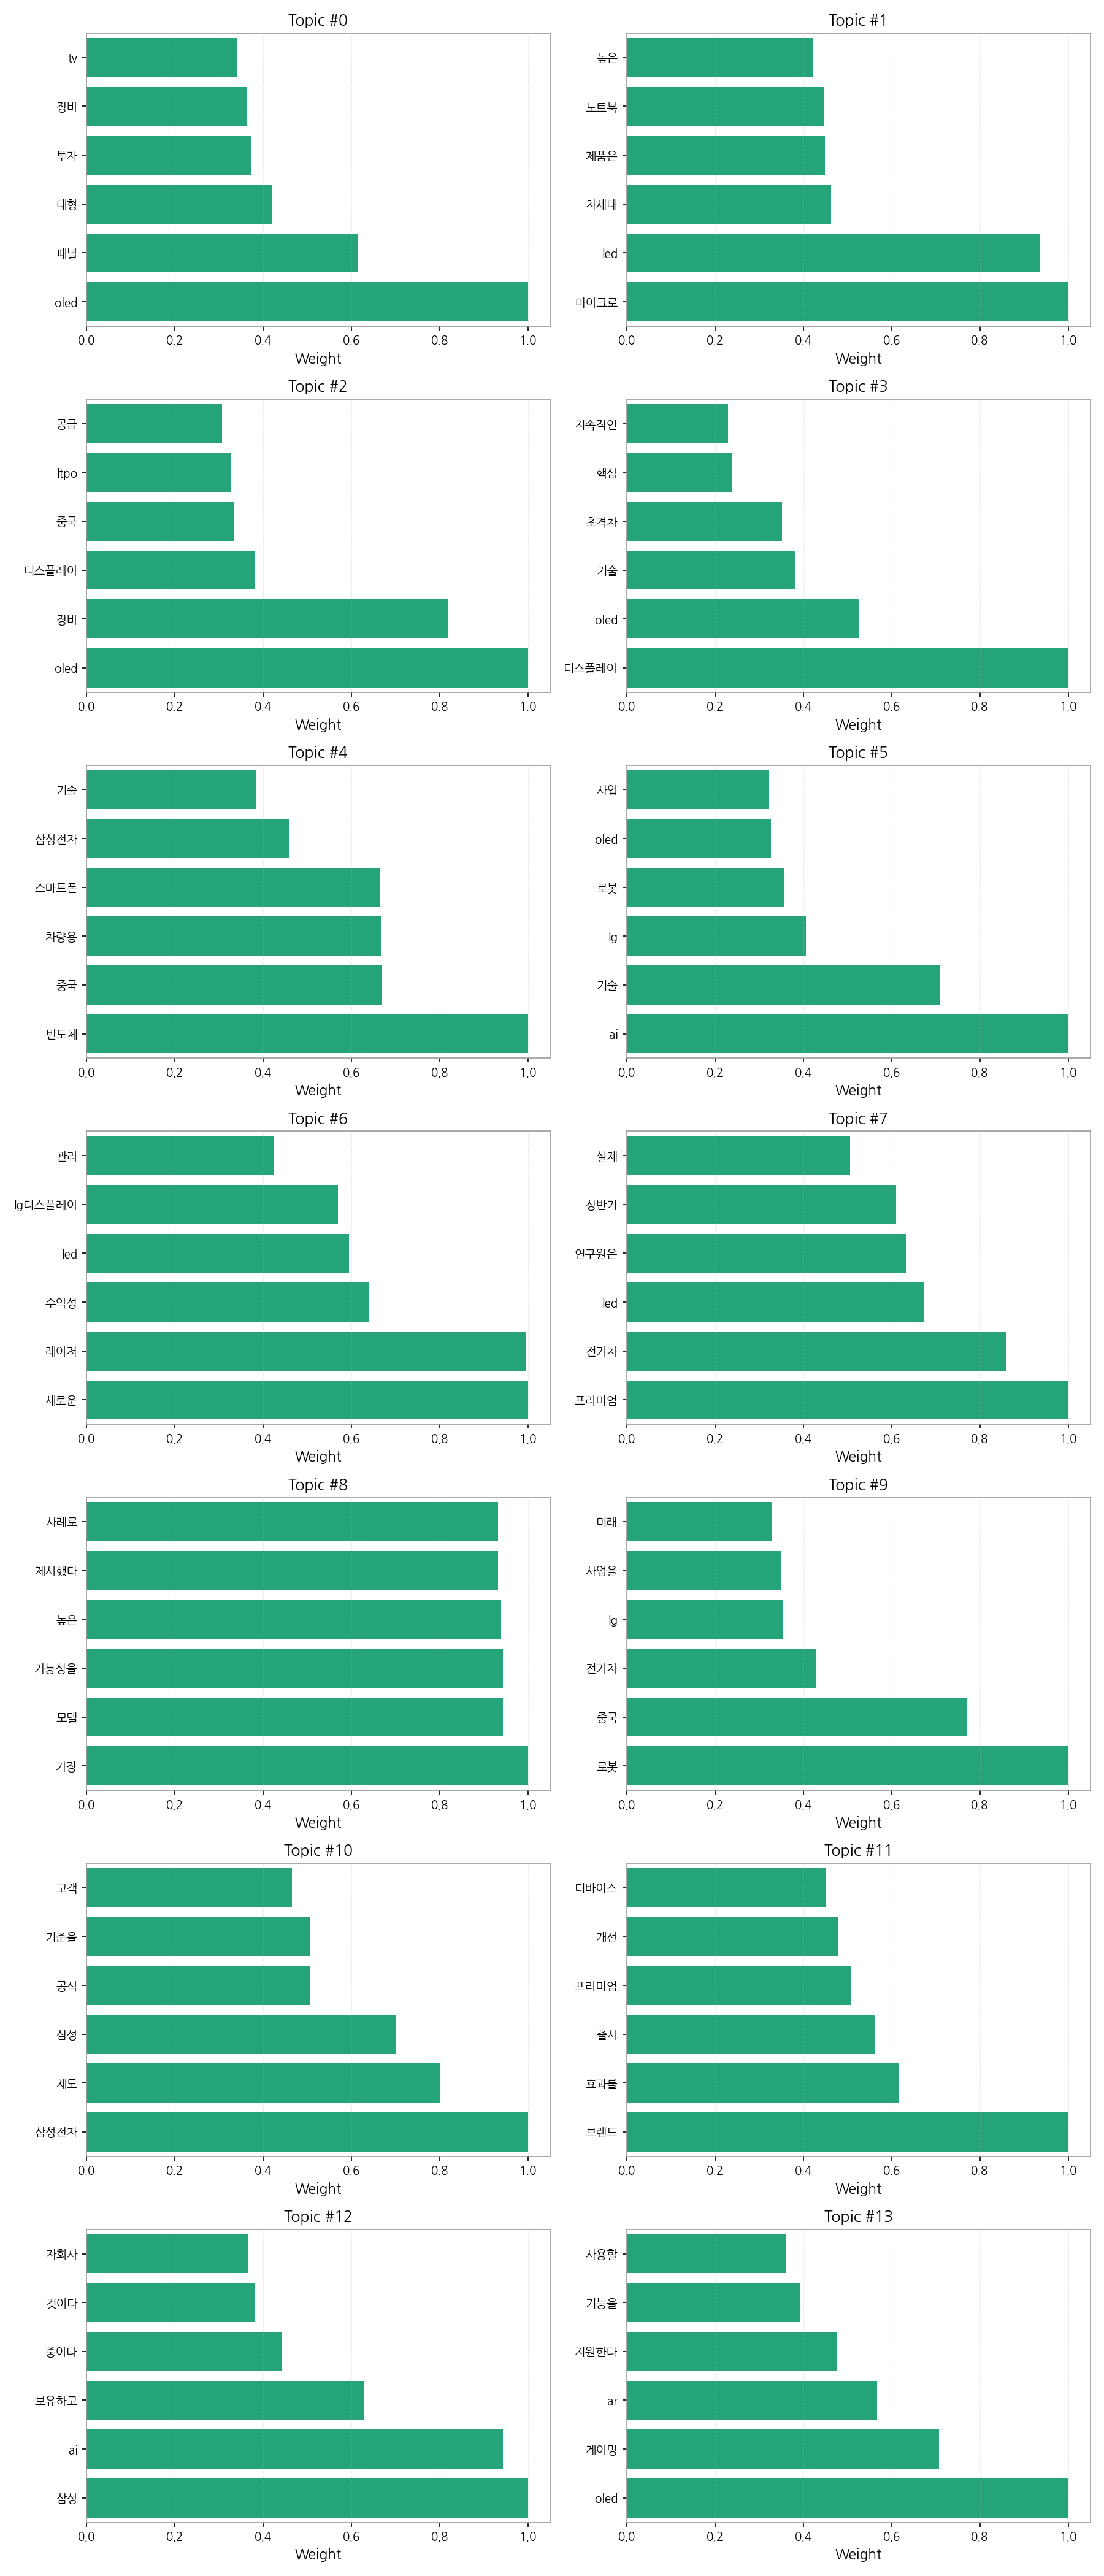 Topic #0
tv
장비
투자
대형
패널
oled
0.0 0.2 0.4 0.6 0.8 1.0
Weight
Topic #1
높은
노트북
제품은
차세대
led
마이크로
0.0 0.2 0.4 0.6 0.8 1.0
Weight
Topic #2
공급
ltpo
중국
디스플레이
장비
oled
0.0 0.2 0.4 0.6 0.8 1.0
Weight
Topic #3
지속적인
핵심
초격차
기술
oled
디스플레이
0.0 0.2 0.4 0.6 0.8 1.0
Weight
Topic #4
기술
삼성전자
스마트폰
차량용
중국
반도체
0.0 0.2 0.4 0.6 0.8 1.0
Weight
Topic #5
사업
oled
로봇
lg
기술
ai
0.0 0.2 0.4 0.6 0.8 1.0
Weight
Topic #6
관리
lg디스플레이
led
수익성
레이저
새로운
0.0 0.2 0.4 0.6 0.8 1.0
Weight
Topic #7
실제
상반기
연구원은
led
전기차
프리미엄
0.0 0.2 0.4 0.6 0.8 1.0
Weight
Topic #8
사례로
제시했다
높은
가능성을
모델
가장
0.0 0.2 0.4 0.6 0.8 1.0
Weight
Topic #9
미래
사업을
lg
전기차
중국
로봇
0.0 0.2 0.4 0.6 0.8 1.0
Weight
Topic #10
고객
기준을
공식
삼성
제도
삼성전자
0.0 0.2 0.4 0.6 0.8 1.0
Weight
Topic #11
디바이스
개선
프리미엄
출시
효과를
브랜드
0.0 0.2 0.4 0.6 0.8 1.0
Weight
Topic #12
자회사
것이다
중이다
보유하고
ai
삼성
0.0 0.2 0.4 0.6 0.8 1.0
Weight
Topic #13
사용할
기능을
지원한다
ar
게이밍
oled
0.0 0.2 0.4 0.6 0.8 1.0
Weight